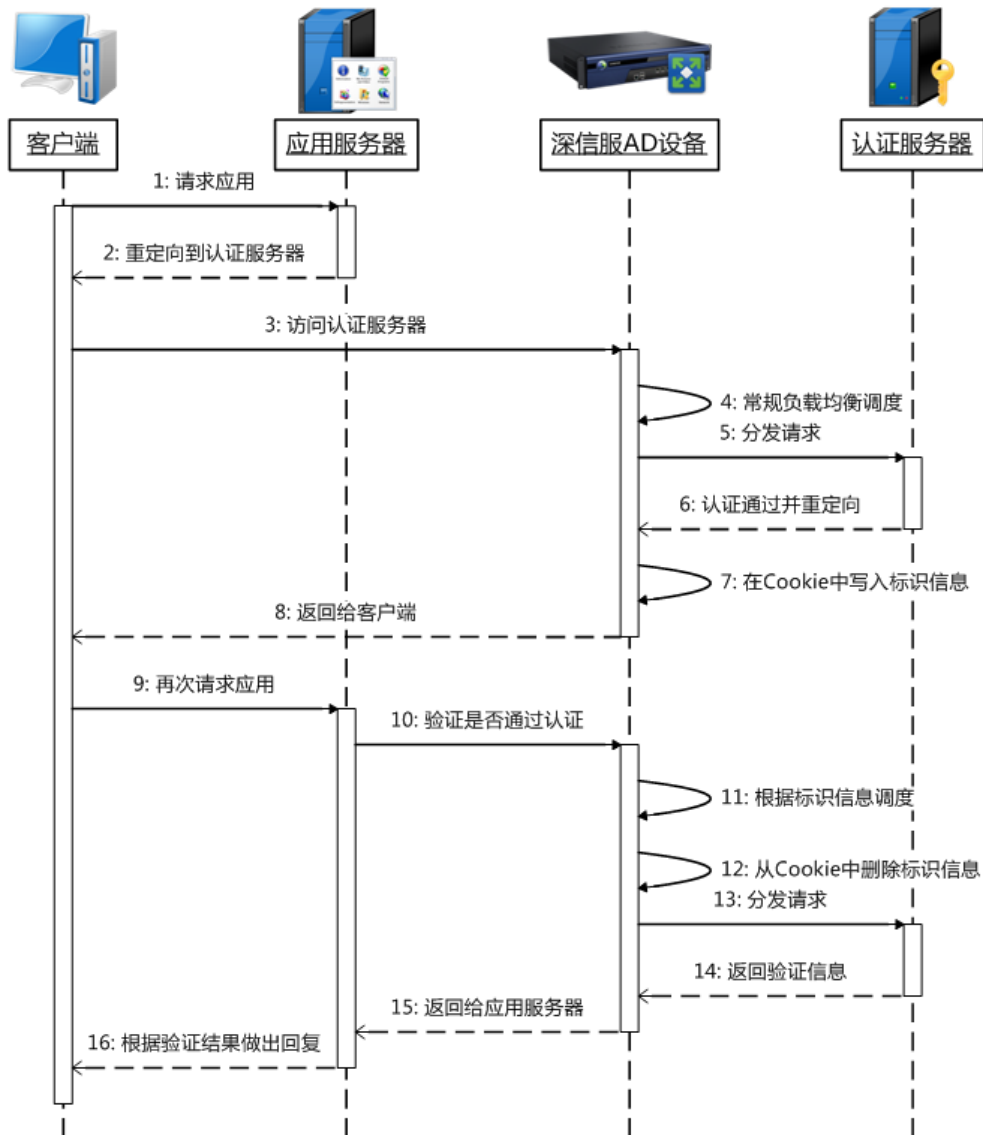 客户端
应用服务器
深信服AD设备
认证服务器
1: 请求应用
2: 重定向到认证服务器
3: 访问认证服务器
4: 常规负载均衡调度
5: 分发请求
6: 认证通过并重定向
7: 在Cookie中写入标识信息
8: 返回给客户端
9: 再次请求应用
10: 验证是否通过认证
11: 根据标识信息调度
12: 从Cookie中删除标识信息
13: 分发请求
14: 返回验证信息
15: 返回给应用服务器
16: 根据验证结果做出回复